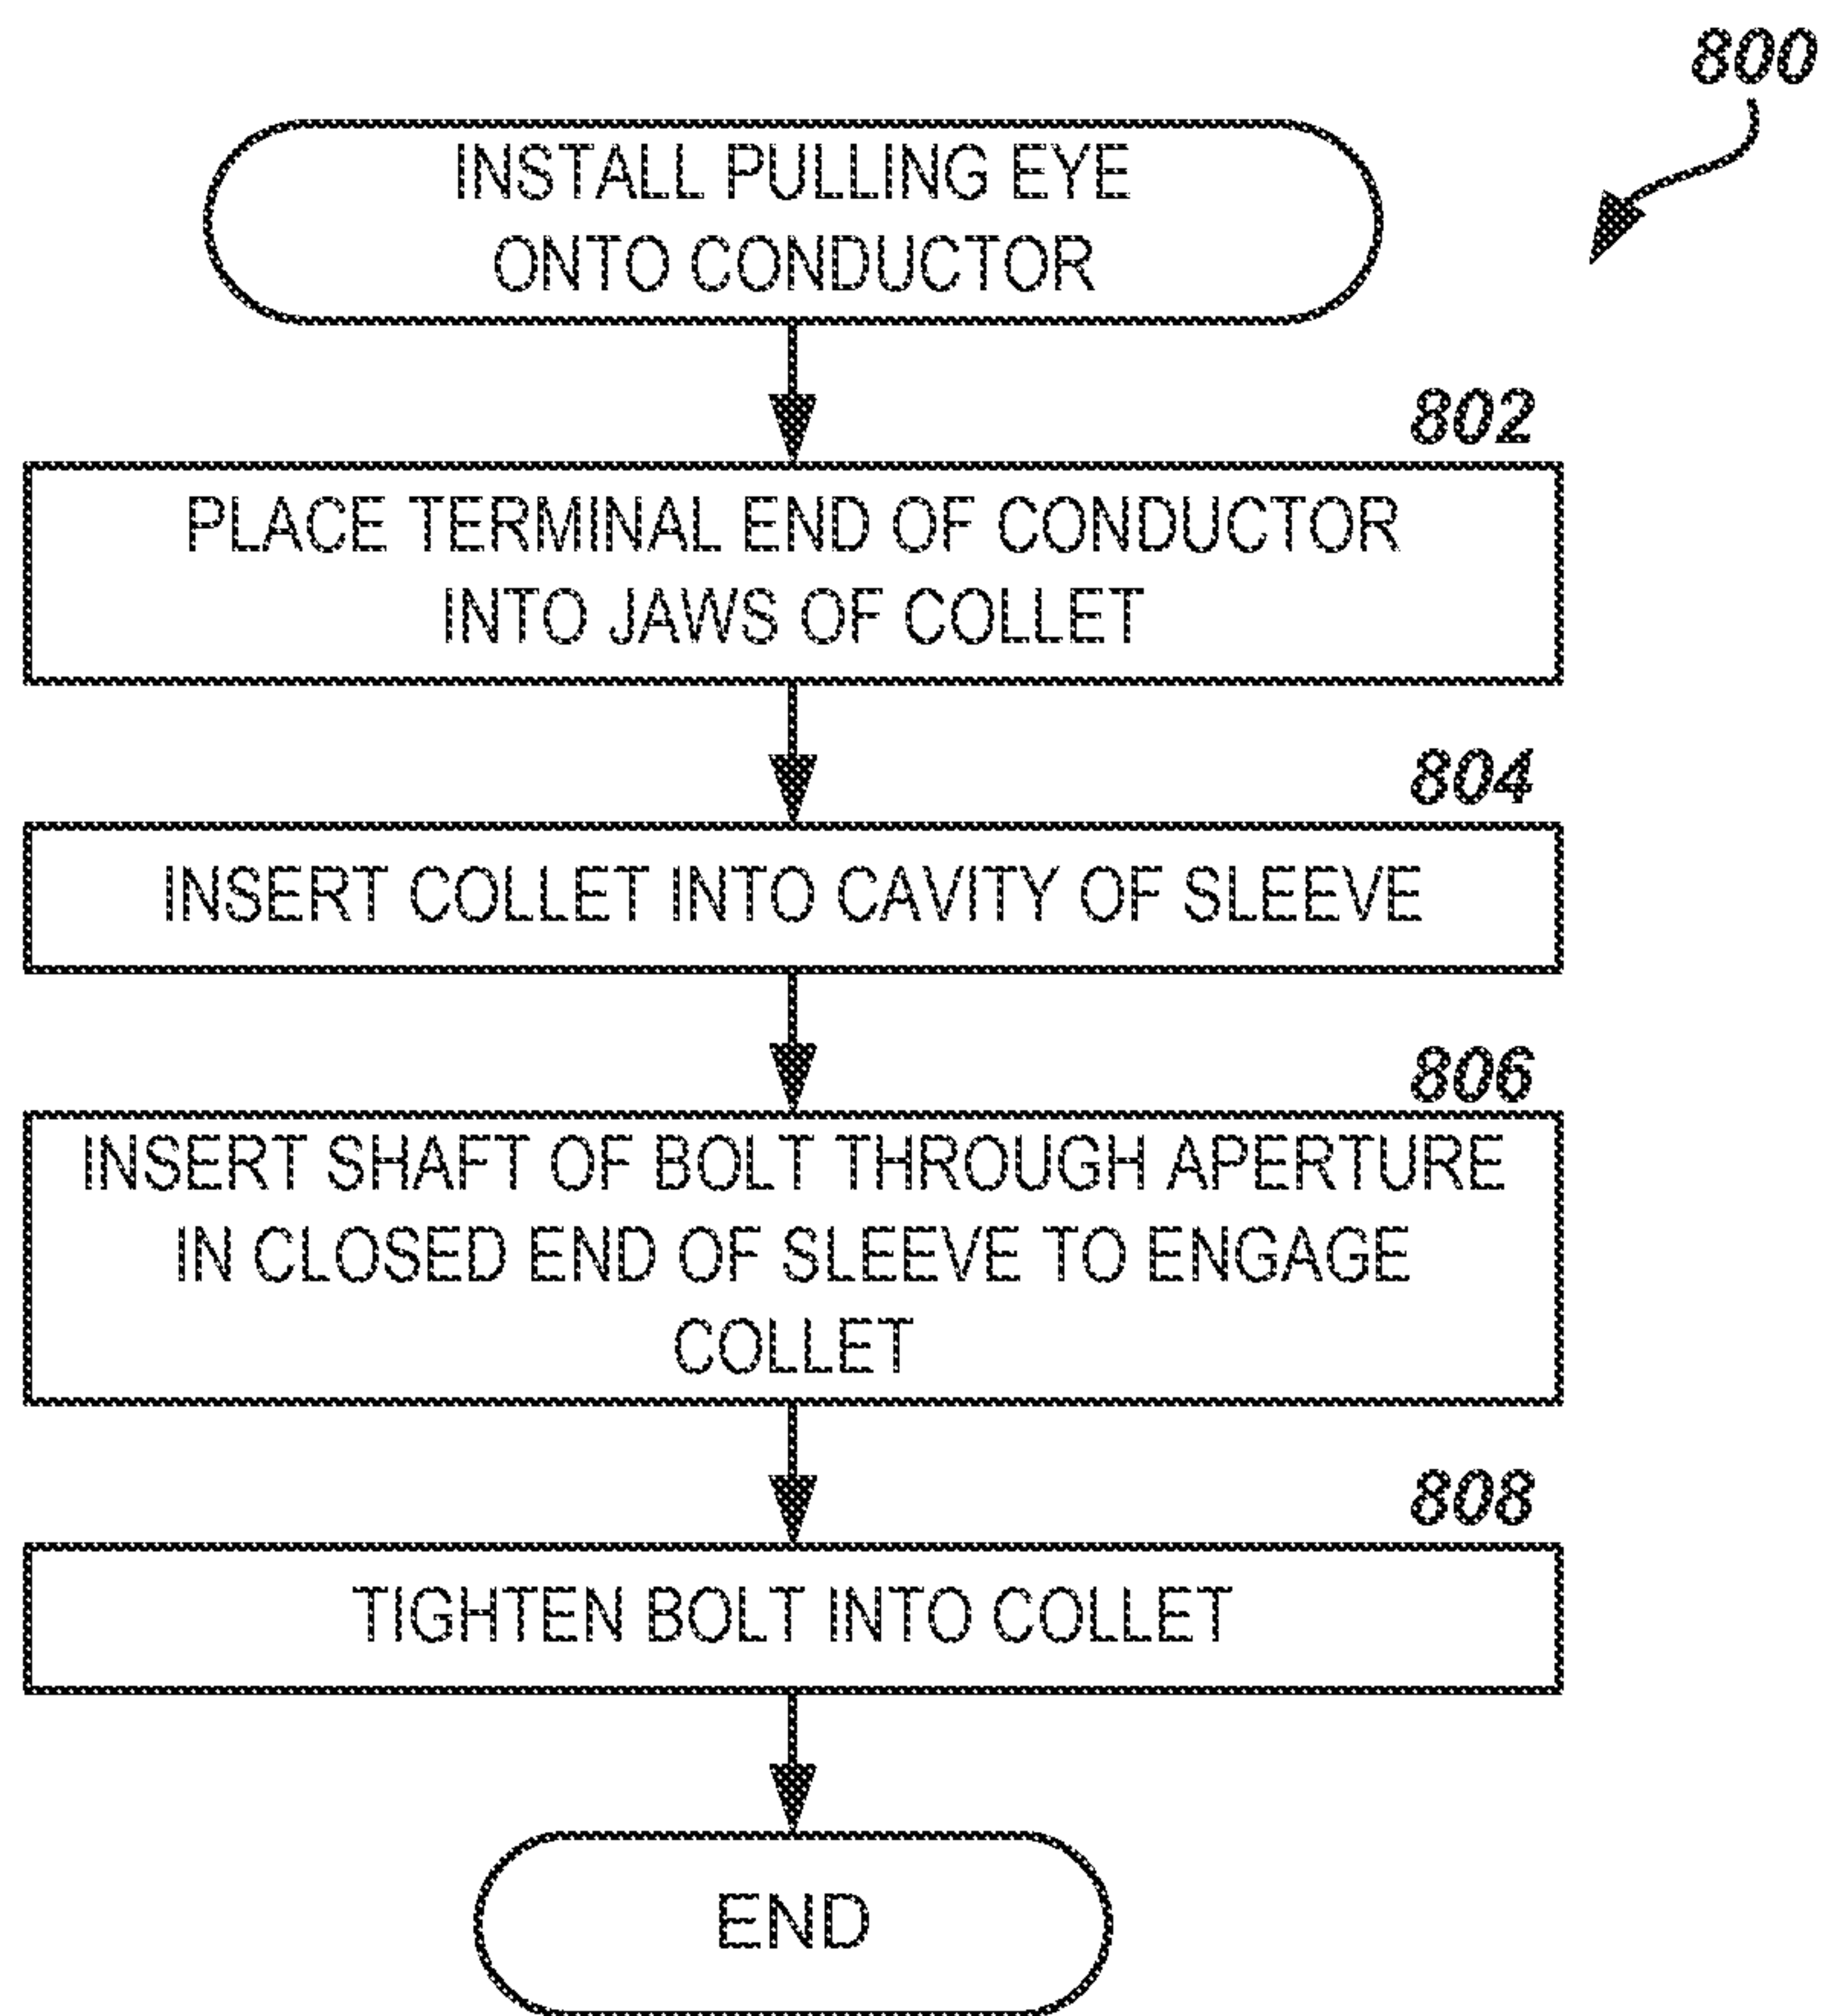 800
INSTALL PULLING EYE
ONTO CONDUCTOR
802
PLACE TERMINAL END OF CONDUCTOR
INTO JAWS OF COLLET
804
INSERT COLLET INTO CAVITY OF SLEEVE
806
INSERT SHAFT OF BOLT THROUGH APERTURE
IN CLOSED END OF SLEEVE TO ENGAGE
COLLET
808
TIGHTEN BOLT INTO COLLET
END